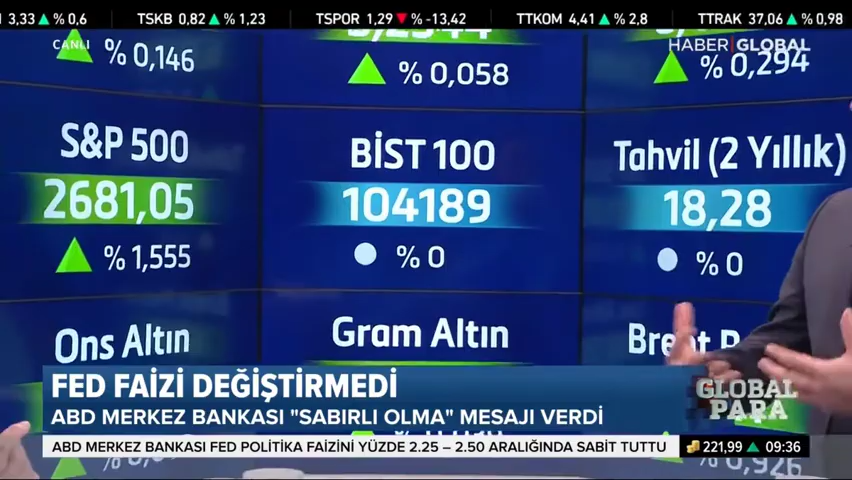 3,33 ▲ % 0,6 TSKB 0,82 ▲ % 1,23 TSPOR 1,29 ▼ % -13,42 TTKOM 4,41 ▲ % 2,8 TTRAK 37,06 ▲ % 0,98
CANLI
HABER GLOBAL
% 0,146
% 0,058
% 0,294
S&P 500
2681,05
% 1,555
BİST 100
104189
% 0
Tahvil (2 Yıllık)
18,28
% 0
Ons Altın
Gram Altın
FED FAİZİ DEĞİŞTİRMEDİ
ABD MERKEZ BANKASI "SABIRLI OLMA" MESAJI VERDİ
GLOBAL
PARA
ABD MERKEZ BANKASI FED POLİTİKA FAİZİNİ YÜZDE 2.25 – 2.50 ARALIĞINDA SABİT TUTTU
221,99 ▲ 09:36